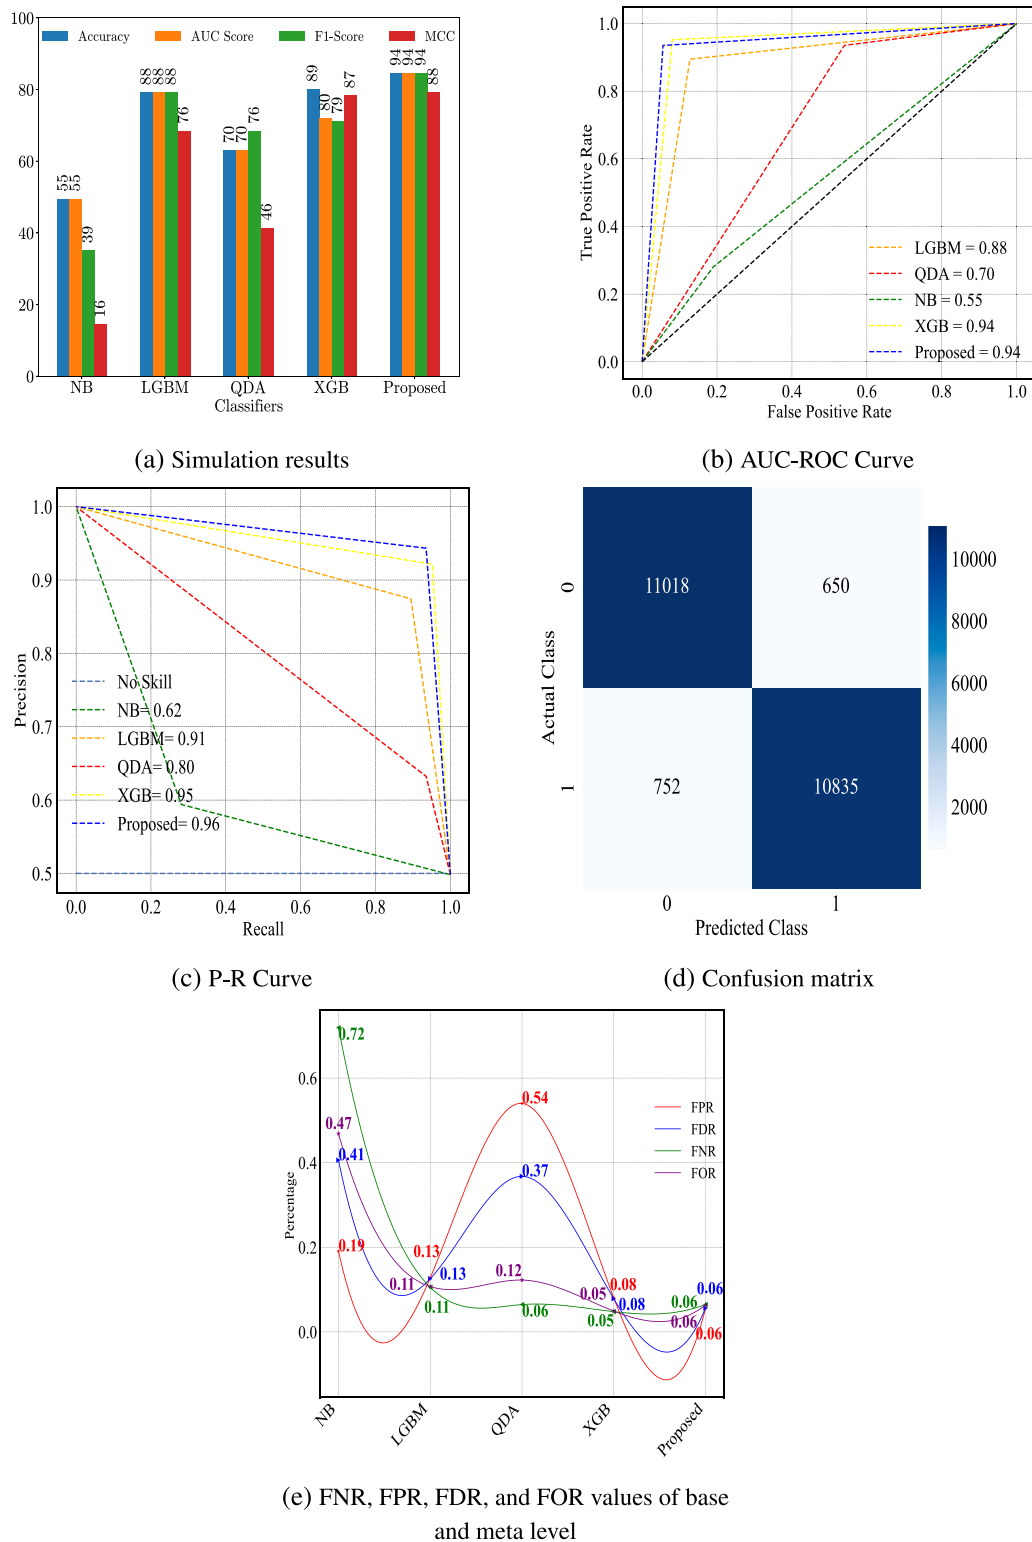 100
80
60
40
20
0
Accuracy
AUC Score
F1-Score
MCC
55
55
39
16
88
88
88
76
70
70
76
46
89
80
79
87
94
94
94
88
NB
LGBM
QDA
XGB
Proposed
Classifiers
(a) Simulation results
True Positive Rate
1.0
0.8
0.6
0.4
0.2
0.0
LGBM = 0.88
QDA = 0.70
NB = 0.55
XGB = 0.94
Proposed = 0.94
0.0
0.2
0.4
0.6
0.8
1.0
False Positive Rate
(b) AUC-ROC Curve
Precision
1.0
0.9
0.8
0.7
0.6
0.5
No Skill
NB= 0.62
LGBM= 0.91
QDA= 0.80
XGB= 0.95
Proposed= 0.96
0.0
0.2
0.4
0.6
0.8
1.0
Recall
(c) P-R Curve
Actual Class
0
1
11018
650
752
10835
0
1
Predicted Class
10000
8000
6000
4000
2000
(d) Confusion matrix
Percentage
0.6
0.4
0.2
0.0
0.72
0.47
0.41
0.19
0.13
0.13
0.11
0.11
0.54
0.37
0.12
0.06
0.08
0.05
0.08
0.05
0.06
0.06
0.06
0.06
FPR
FDR
FNR
FOR
NB
LGBM
QDA
XGB
Proposed
(e) FNR, FPR, FDR, and FOR values of base
and meta level